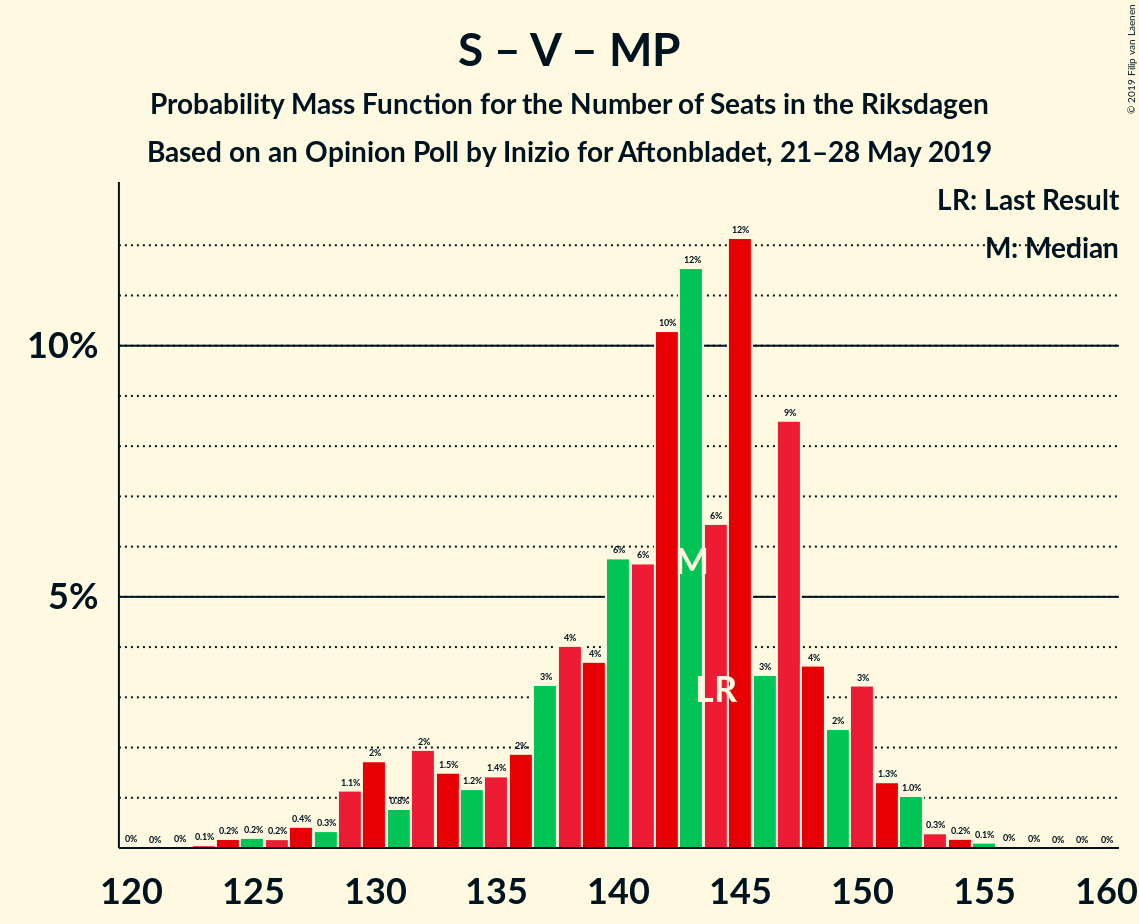 S – V – MP
Probability Mass Function for the Number of Seats in the Riksdagen
Based on an Opinion Poll by Inizio for Aftonbladet, 21–28 May 2019
© 2019 Filip van Laenen
LR: Last Result
M: Median
10%
5%
0% 0% 0% 0.1% 0.2% 0.2% 0.2% 0.4% 0.3% 1.1% 2% 0.8% 2% 1.5% 1.2% 1.4% 2% 3% 4% 4% 6% 6% 10% 12% 6% 12% 3% 9% 4% 2% 3% 1.3% 1.0% 0.3% 0.2% 0.1% 0% 0% 0% 0% 0%
M
LR
120 125 130 135 140 145 150 155 160